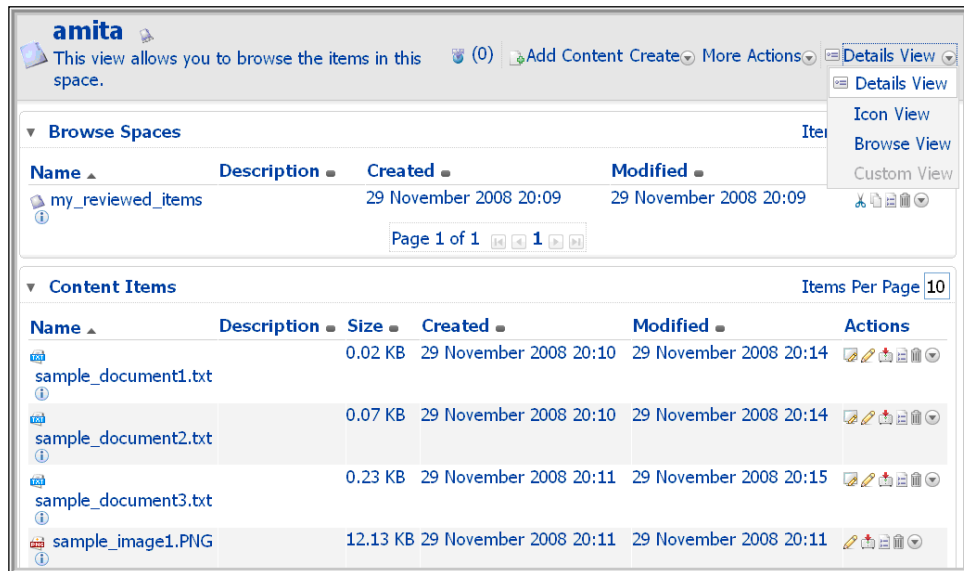 amita
This view allows you to browse the items in this space.
(0) Add Content Create More Actions Details View
Details View
Icon View
Browse View
Custom View
Browse Spaces
Name Description Created Modified
my_reviewed_items 29 November 2008 20:09 29 November 2008 20:09
Page 1 of 1 1
Content Items Items Per Page 10
Name Description Size Created Modified Actions
sample_document1.txt 0.02 KB 29 November 2008 20:10 29 November 2008 20:14
sample_document2.txt 0.07 KB 29 November 2008 20:10 29 November 2008 20:14
sample_document3.txt 0.23 KB 29 November 2008 20:11 29 November 2008 20:15
sample_image1.PNG 12.13 KB 29 November 2008 20:11 29 November 2008 20:11